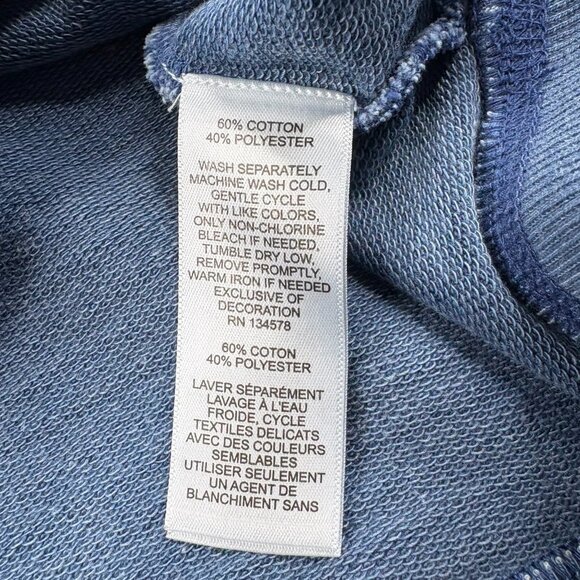 60% COTTON
40% POLYESTER
WASH SEPARATELY
MACHINE WASH COLD,
GENTLE CYCLE
WITH LIKE COLORS,
ONLY NON-CHLORINE
BLEACH IF NEEDED,
TUMBLE DRY LOW,
REMOVE PROMPTLY,
WARM IRON IF NEEDED
EXCLUSIVE OF
DECORATION
RN 134578
60% COTON
40% POLYESTER
LAVER SÉPARÉMENT
LAVAGE À L'EAU
FROIDE, CYCLE
TEXTILES DELICATS
AVEC DES COULEURS
SEMBLABLES
UTILISER SEULEMENT
UN AGENT DE
BLANCHIMENT SANS